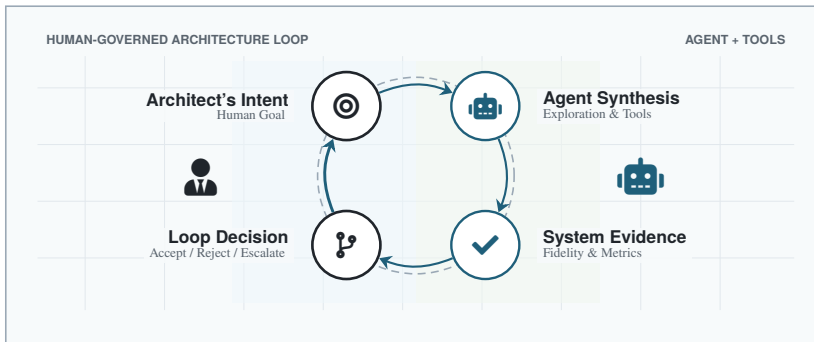 HUMAN-GOVERNED ARCHITECTURE LOOP
AGENT + TOOLS
Architect's Intent
Human Goal
Agent Synthesis
Exploration & Tools
Loop Decision
Accept / Reject / Escalate
System Evidence
Fidelity & Metrics